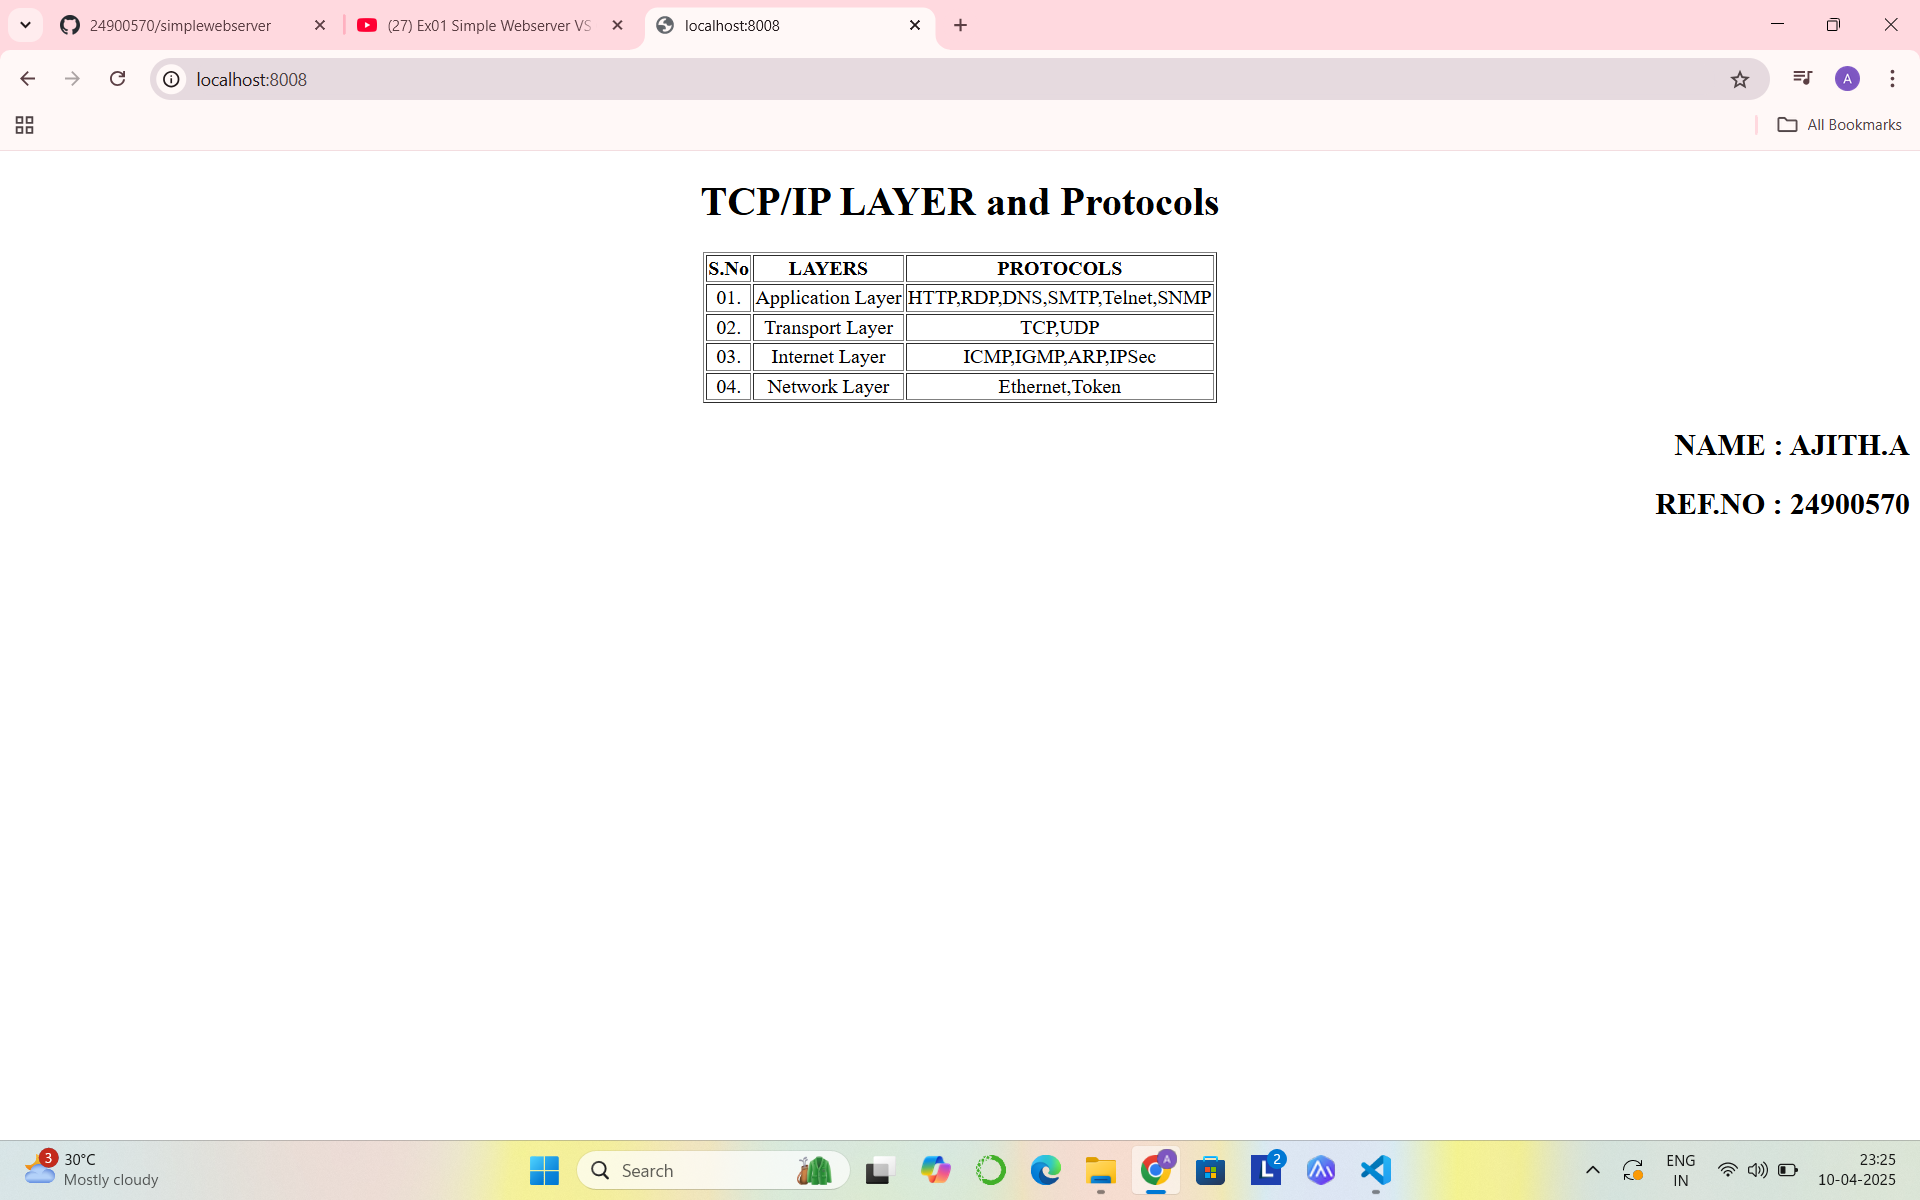 24900570/simplewebserver
(27) Ex01 Simple Webserver VS
localhost:8008
localhost:8008
A
All Bookmarks
TCP/IP LAYER and Protocols
S.No LAYERS PROTOCOLS
01. Application Layer HTTP,RDP,DNS,SMTP,Telnet,SNMP
02. Transport Layer TCP,UDP
03. Internet Layer ICMP,IGMP,ARP,IPSec
04. Network Layer Ethernet,Token
NAME : AJITH.A
REF.NO : 24900570
3
30°C
Mostly cloudy
Search
A
L
2
ENG
IN
23:25
10-04-2025